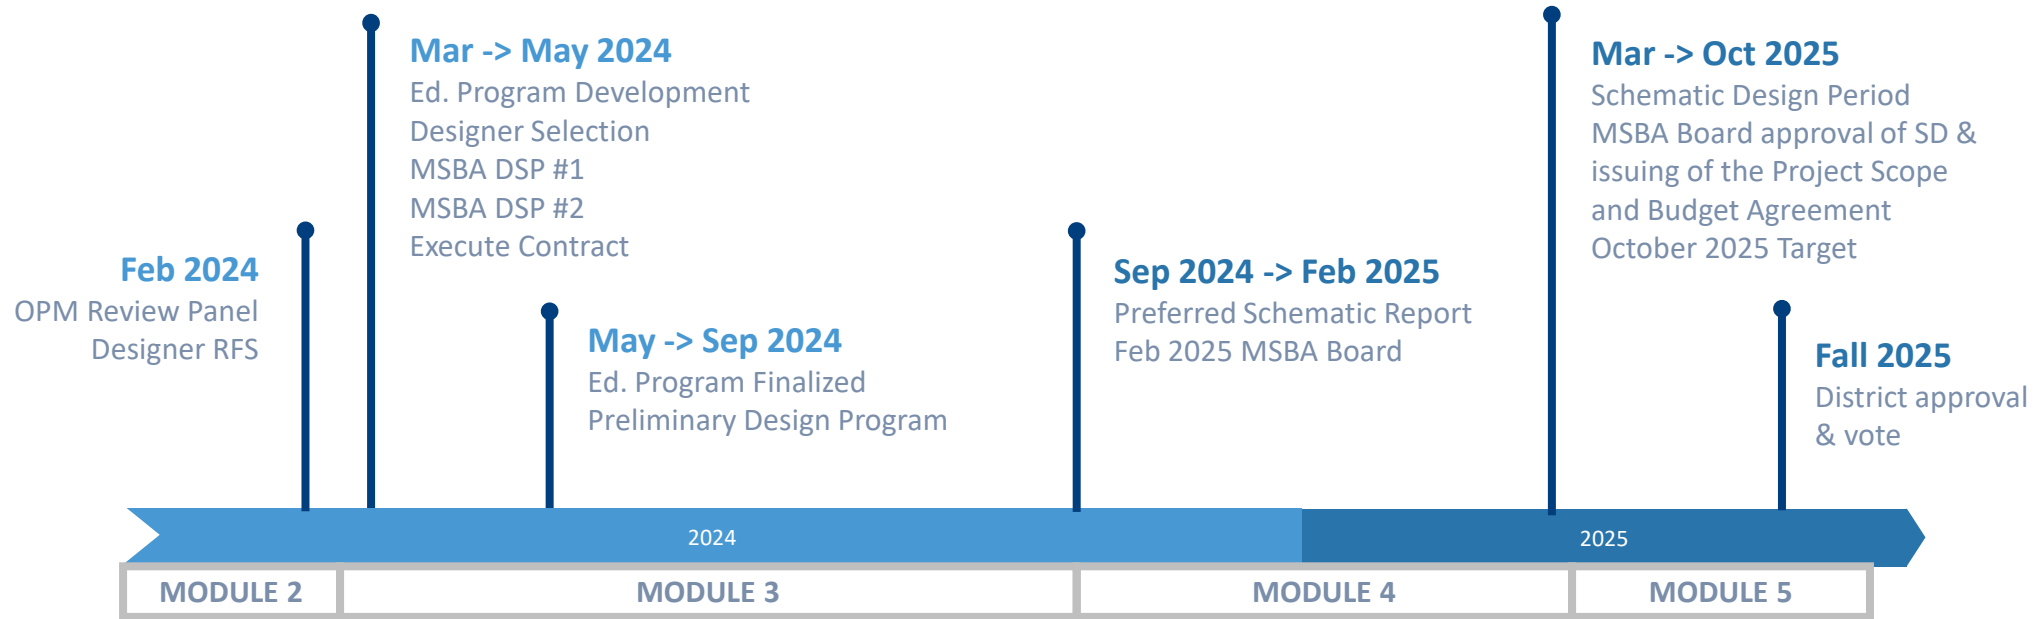 Feb 2024
OPM Review Panel
Designer RFS
Mar -> May 2024
Ed. Program Development
Designer Selection
MSBA DSP #1
MSBA DSP #2
Execute Contract
May -> Sep 2024
Ed. Program Finalized
Preliminary Design Program
Sep 2024 -> Feb 2025
Preferred Schematic Report
Feb 2025 MSBA Board
Mar -> Oct 2025
Schematic Design Period
MSBA Board approval of SD &
issuing of the Project Scope
and Budget Agreement
October 2025 Target
Fall 2025
District approval
& vote
2024
2025
MODULE 2
MODULE 3
MODULE 4
MODULE 5